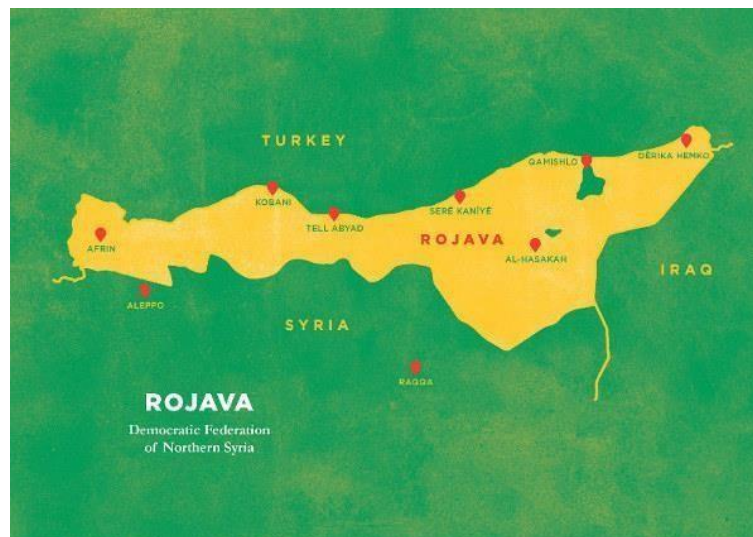 TURKEY
QAMISHLO
DÊRIKA HEMKO
KOBANI
SERÊ KANÎYÊ
TELL ABYAD
AFRIN
ROJAVA
AL-HASAKAH
IRAQ
ALEPPO
SYRIA
RAQQA
ROJAVA
Democratic Federation
of Northern Syria